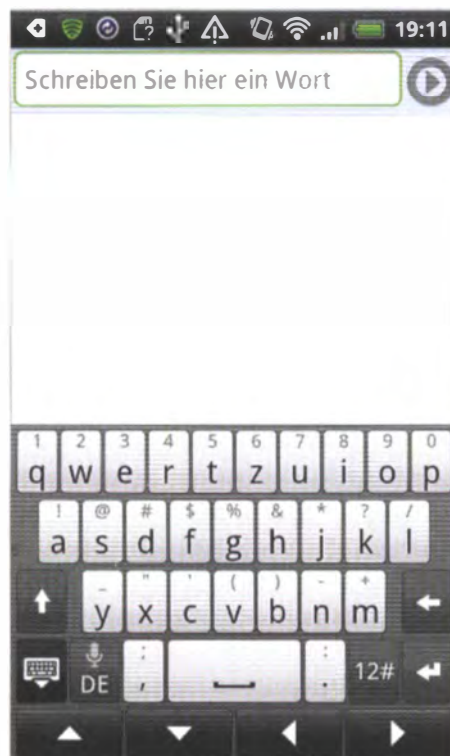 19:11
Schreiben Sie hier ein Wort
1 2 3 4 5 6 7 8 9 0
q w e r t z u i o p
! @ # $ % & * ? /
a s d f g h j k l
_ " ' ( ) - +
y x c v b n m
DE ; , : . 12#